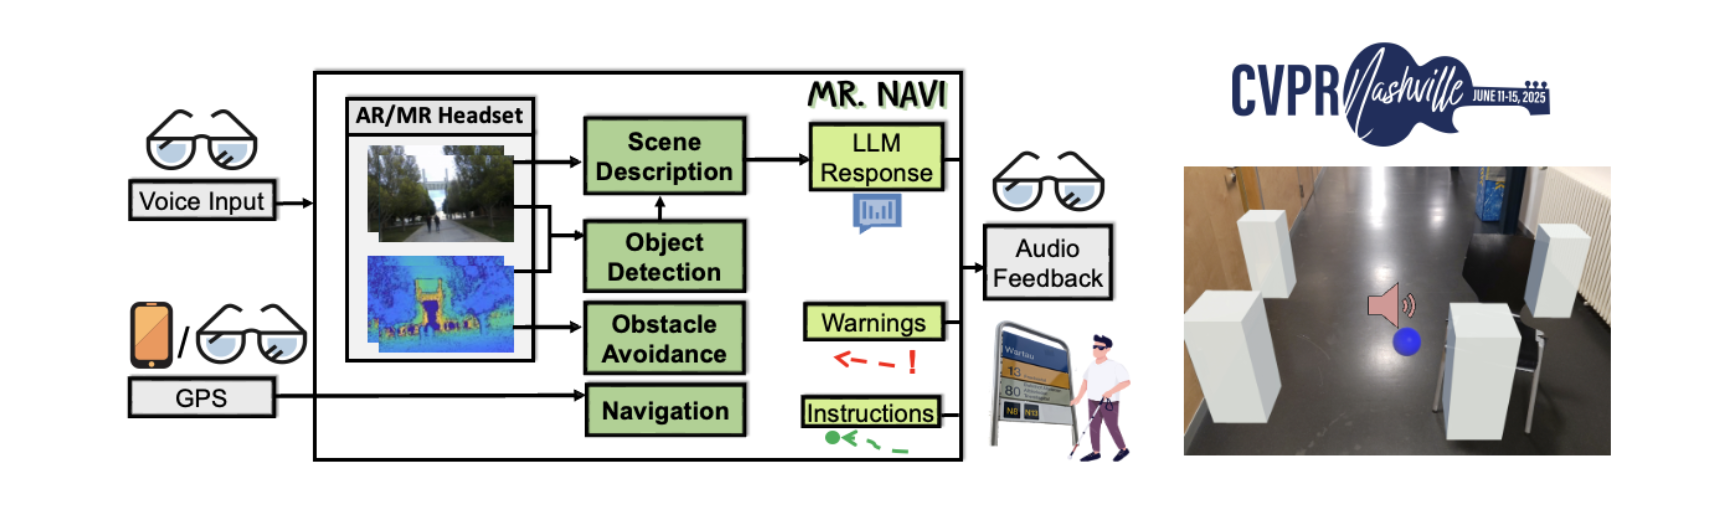 MR. NAVI
AR/MR Headset
Voice Input
GPS
Scene
Description
Object
Detection
Obstacle
Avoidance
Navigation
LLM
Response
Warnings
!
Instructions
Audio
Feedback
Wartau
13
80
N8 N13
CVPR Nashville JUNE 11-15, 2025